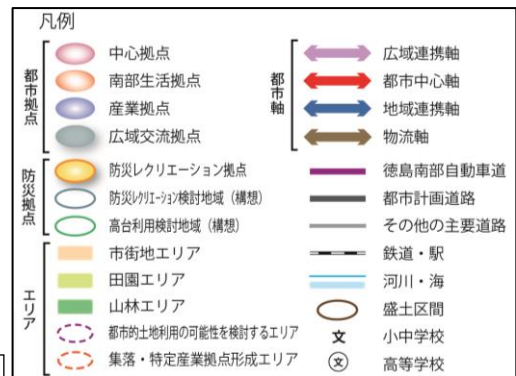 凡例
都市拠点
中心拠点
南部生活拠点
産業拠点
広域交流拠点
防災拠点
防災レクリエーション拠点
防災レクリエーション検討地域（構想）
高台利用検討地域（構想）
エリア
市街地エリア
田園エリア
山林エリア
都市的土地利用の可能性を検討するエリア
集落・特定産業拠点形成エリア
都市軸
広域連携軸
都市中心軸
地域連携軸
物流軸
徳島南部自動車道
都市計画道路
その他の主要道路
鉄道・駅
河川・海
盛土区間
文 小中学校
文 高等学校